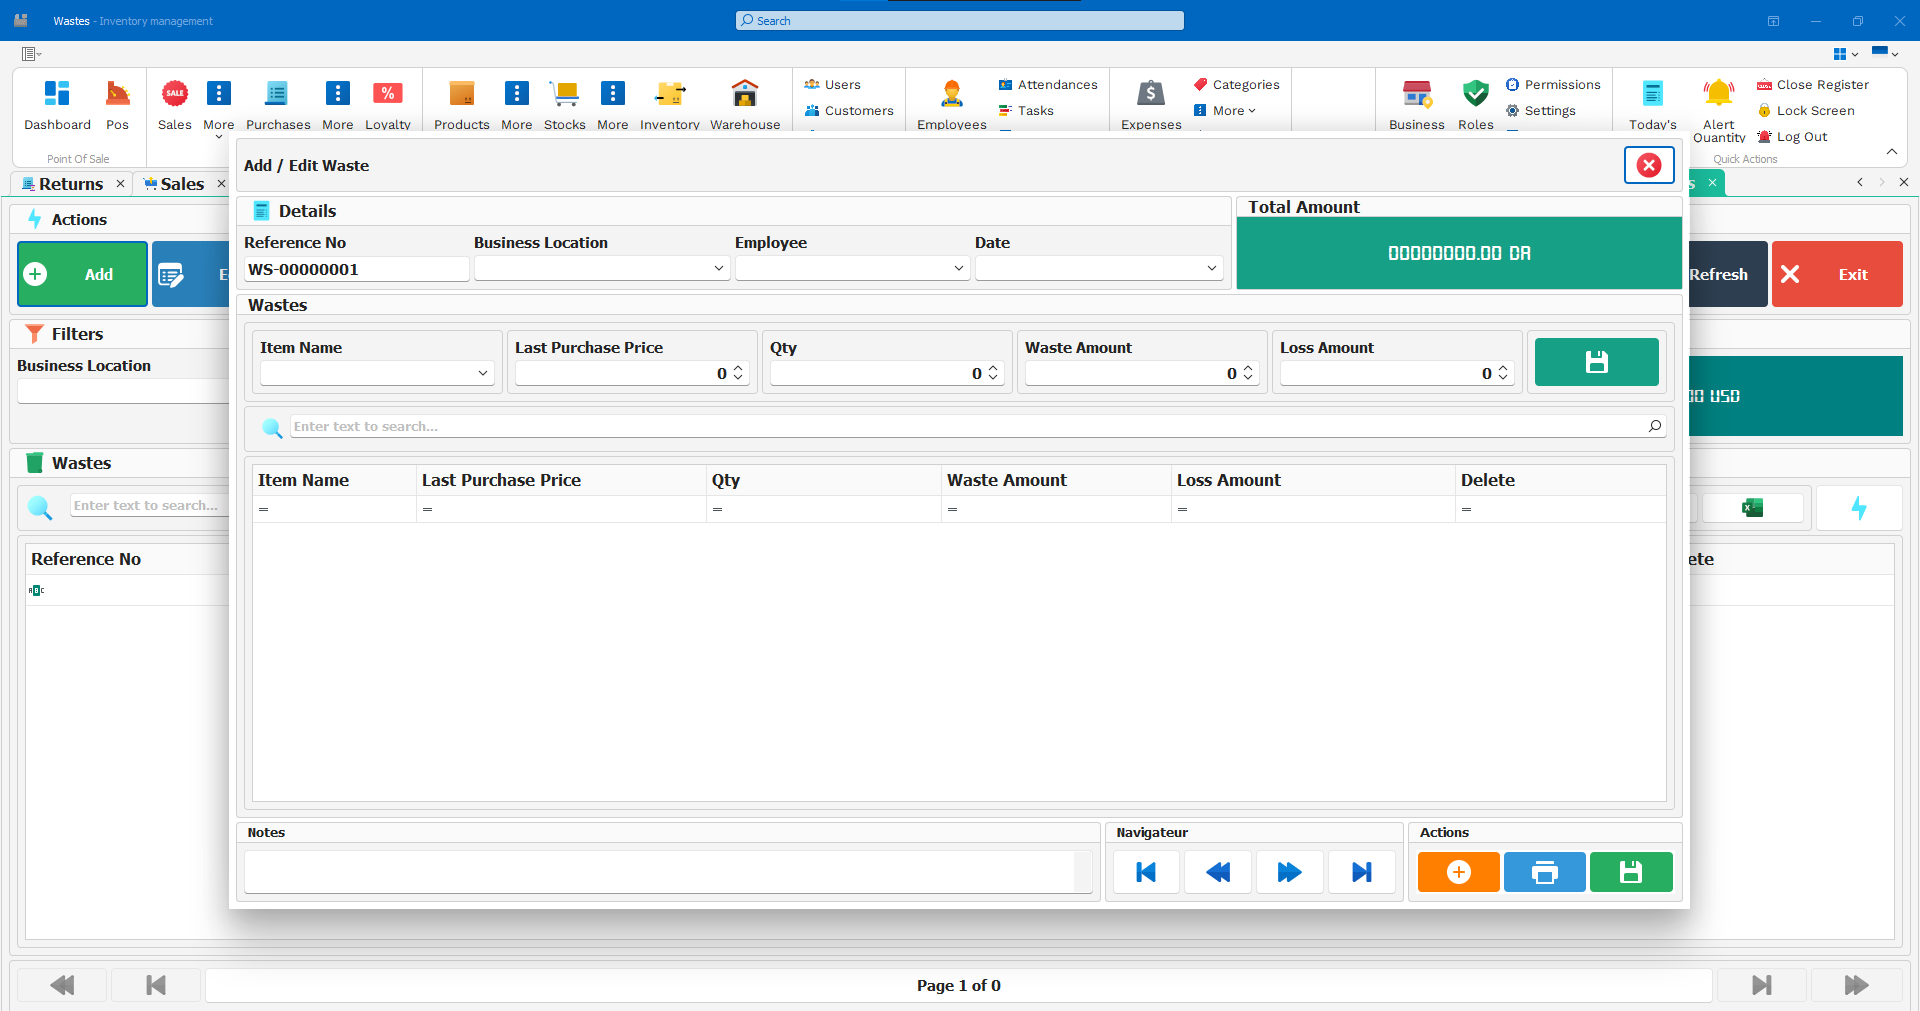 Wastes - Inventory management
Search
Dashboard
Pos
Point Of Sale
SALE
Sales
More
Purchases
More
Loyalty
Products
More
Stocks
More
Inventory
Warehouse
Users
Customers
Employees
Attendances
Tasks
Expenses
Categories
More
Business
Roles
Permissions
Settings
Today's
Alert
Quantity
Close Register
Lock Screen
Log Out
Quick Actions
Returns
Sales
s
Actions
Add
E
Refresh
Exit
Filters
Business Location
00 USD
Wastes
Enter text to search...
Reference No
ete
Add / Edit Waste
Details
Reference No
Business Location
Employee
Date
WS-00000001
Total Amount
00000000.00 DA
Wastes
Item Name
Last Purchase Price
Qty
Waste Amount
Loss Amount
0
0
0
0
Enter text to search...
Item Name
Last Purchase Price
Qty
Waste Amount
Loss Amount
Delete
= = = = = =
Notes
Navigateur
Actions
Page 1 of 0